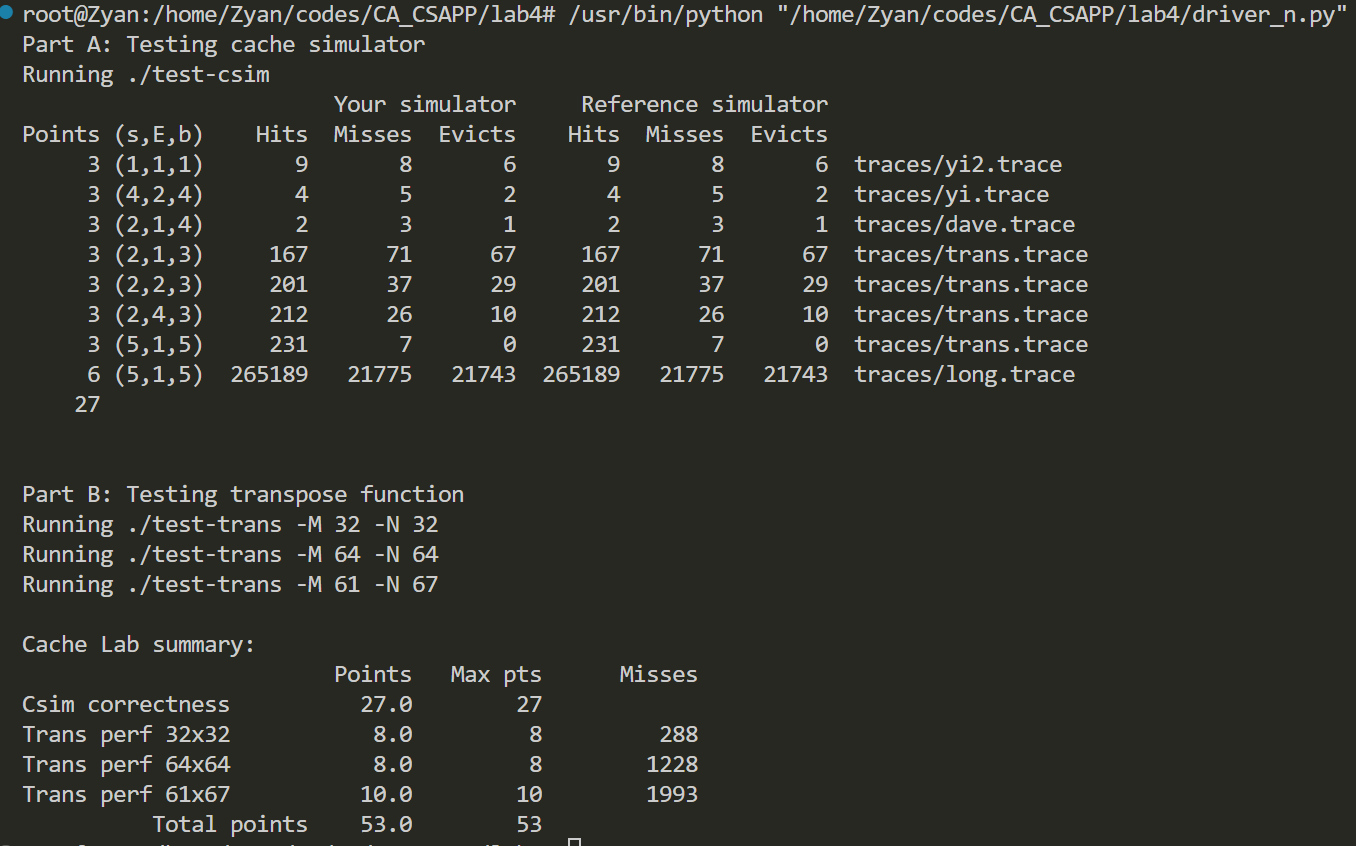 root@Zyan:/home/Zyan/codes/CA_CSAPP/lab4# /usr/bin/python "/home/Zyan/codes/CA_CSAPP/lab4/driver_n.py"
Part A: Testing cache simulator
Running ./test-csim
                        Your simulator     Reference simulator
Points (s,E,b)    Hits  Misses  Evicts    Hits  Misses  Evicts
     3 (1,1,1)       9       8       6       9       8       6  traces/yi2.trace
     3 (4,2,4)       4       5       2       4       5       2  traces/yi.trace
     3 (2,1,4)       2       3       1       2       3       1  traces/dave.trace
     3 (2,1,3)     167      71      67     167      71      67  traces/trans.trace
     3 (2,2,3)     201      37      29     201      37      29  traces/trans.trace
     3 (2,4,3)     212      26      10     212      26      10  traces/trans.trace
     3 (5,1,5)     231       7       0     231       7       0  traces/trans.trace
     6 (5,1,5)  265189   21775   21743  265189   21775   21743  traces/long.trace
    27

Part B: Testing transpose function
Running ./test-trans -M 32 -N 32
Running ./test-trans -M 64 -N 64
Running ./test-trans -M 61 -N 67

Cache Lab summary:
                        Points   Max pts      Misses
Csim correctness          27.0        27
Trans perf 32x32           8.0         8         288
Trans perf 64x64           8.0         8        1228
Trans perf 61x67          10.0        10        1993
          Total points    53.0        53